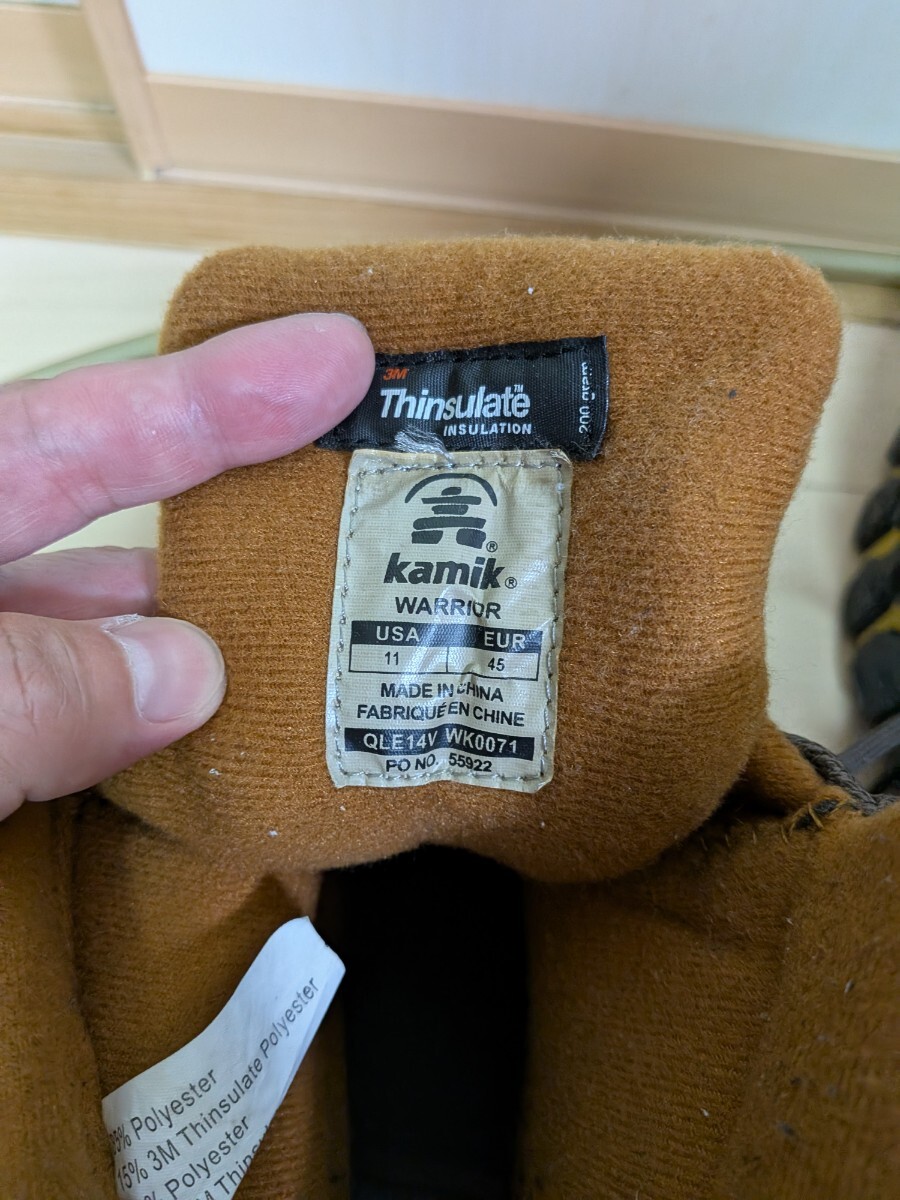 3M
Thinsulate™
INSULATION
200 gram
®
kamik®
WARRIOR
USA EUR
11 45
MADE IN CHINA
FABRIQUÉ EN CHINE
QLE14V WK0071
PO NO. 55922
Polyester
15% 3M Thinsulate Polyester
% Polyester